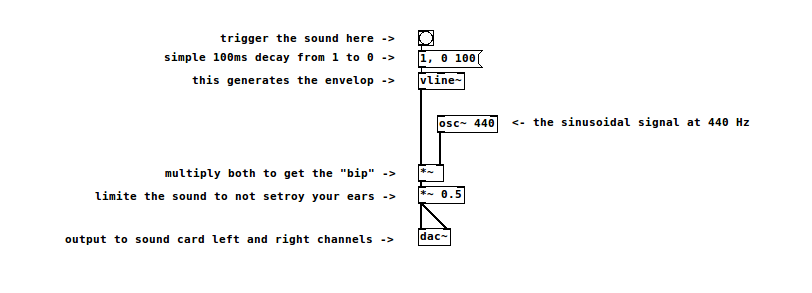 trigger the sound here ->
simple 100ms decay from 1 to 0 -> 1, 0 100
this generates the envelop -> vline~
osc~ 440 <- the sinusoidal signal at 440 Hz
multiply both to get the "bip" -> *~
limite the sound to not setroy your ears -> *~ 0.5
output to sound card left and right channels -> dac~